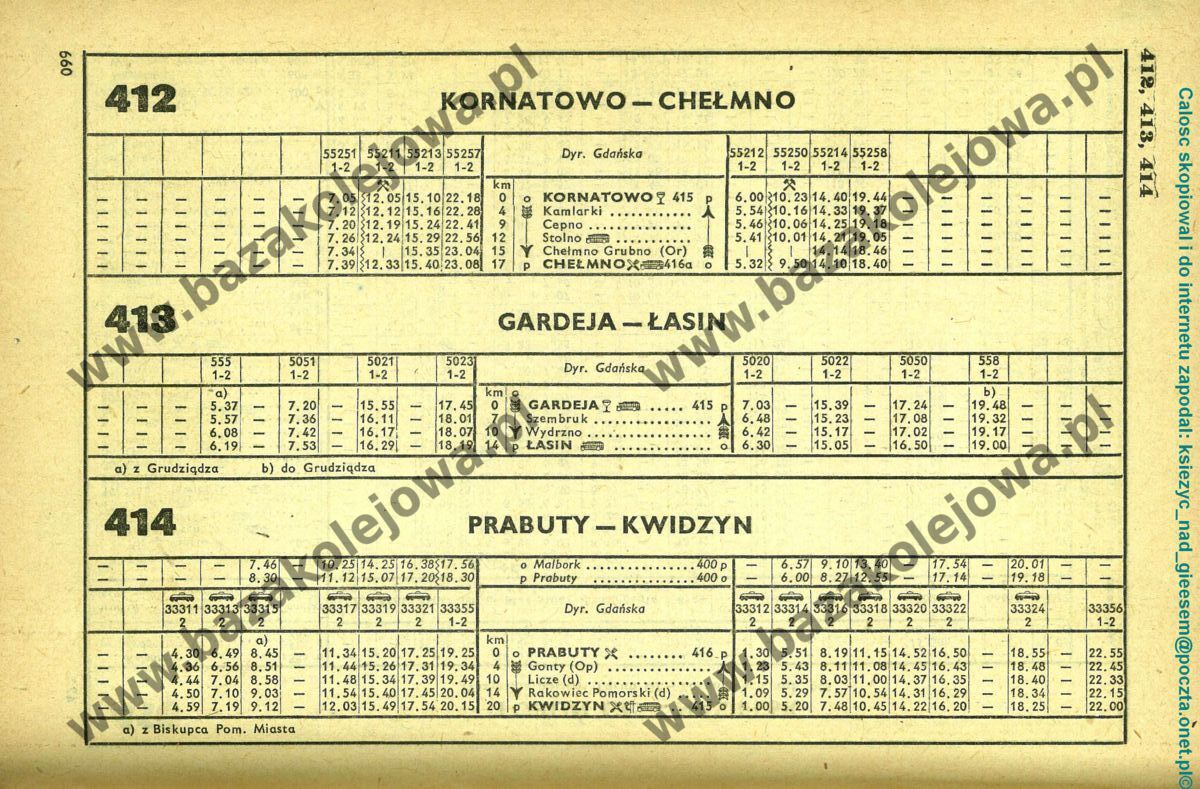 660
412, 413, 414
412 KORNATOWO — CHEŁMNO
55251 55211 55213 55257 Dyr. Gdańska 55212 55250 55214 55258
1-2 1-2 1-2 1-2 1-2 1-2 1-2 1-2
km
— — — — — — 7.05 12.05 15.10 22.18 0 o KORNATOWO 415 p 6.00 10.23 14.40 19.44 — — — — — —
— — — — — — 7.12 12.12 15.16 22.28 4 Kamlarki 5.54 10.16 14.33 19.37 — — — — — —
— — — — — — 7.20 12.19 15.24 22.41 9 Cepno 5.46 10.06 14.25 19.18 — — — — — —
— — — — — — 7.26 12.24 15.29 22.56 12 Stolno 5.41 10.01 14.21 19.05 — — — — — —
— — — — — — 7.34 | 15.35 23.04 15 Chełmno Grubno (Or) | | 14.14 18.46 — — — — — —
— — — — — — 7.39 12.33 15.40 23.08 17 p CHEŁMNO 416a o 5.32 9.50 14.10 18.40 — — — — — —
413 GARDEJA — ŁASIN
555 5051 5021 5023 Dyr. Gdańska 5020 5022 5050 558
1-2 1-2 1-2 1-2 1-2 1-2 1-2 1-2
a) km o b)
— — — 5.37 — 7.20 — 15.55 — 17.45 0 GARDEJA 415 p 7.03 — 15.39 — 17.24 — 19.48 — — —
— — — 5.57 — 7.36 — 16.11 — 18.01 7 Szembruk 6.48 — 15.23 — 17.08 — 19.32 — — —
— — — 6.08 — 7.42 — 16.17 — 18.07 10 Wydrzno 6.42 — 15.17 — 17.02 — 19.17 — — —
— — — 6.19 — 7.53 — 16.29 — 18.19 14 p ŁASIN o 6.30 — 15.05 — 16.50 — 19.00 — — —
a) z Grudziądza b) do Grudziądza
414 PRABUTY — KWIDZYN
— — — — 7.46 — 10.25 14.25 16.38 17.56 o Malbork 400 p — 6.57 9.10 13.40 — 17.54 — 20.01 — —
— — — — 8.30 — 11.12 15.07 17.20 18.30 p Prabuty 400 o — 6.00 8.27 12.55 — 17.14 — 19.18 — —
33311 33313 33315 33317 33319 33321 33355 Dyr. Gdańska 33312 33314 33316 33318 33320 33322 33324 33356
2 2 2 2 2 2 1-2 2 2 2 2 2 2 2 1-2
a) km
— — 4.30 6.49 8.45 — 11.34 15.20 17.25 19.25 0 o PRABUTY 416 p 1.30 5.51 8.19 11.15 14.52 16.50 — 18.55 — 22.55
— — 4.36 6.56 8.51 — 11.44 15.26 17.31 19.34 4 Gonty (Op) 1.23 5.43 8.11 11.08 14.45 16.43 — 18.48 — 22.45
— — 4.44 7.04 8.58 — 11.48 15.34 17.39 19.49 10 Licze (d) 1.15 5.35 8.03 11.00 14.37 16.35 — 18.40 — 22.33
— — 4.50 7.10 9.03 — 11.54 15.40 17.45 20.04 14 Rakowiec Pomorski (d) 1.09 5.29 7.57 10.54 14.31 16.29 — 18.34 — 22.15
— — 4.59 7.19 9.12 — 12.03 15.49 17.54 20.15 20 p KWIDZYN 415 o 1.00 5.20 7.48 10.45 14.22 16.20 — 18.25 — 22.00
a) z Biskupca Pom. Miasta
www.bazakolejowa.pl
www.bazakolejowa.pl
www.bazakolejowa.pl
www.bazakolejowa.pl
Calosc skopiowal i do internetu zapodal: ksiezyc_nad_gieesem@poczta.onet.pl©